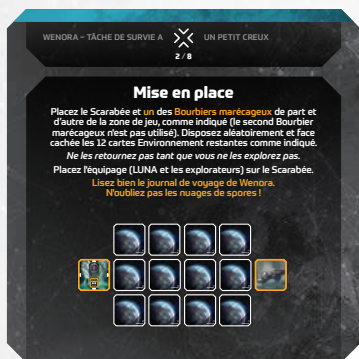 WENORA – TÂCHE DE SURVIE A
UN PETIT CREUX
2 / 8
Mise en place
Placez le Scarabée et un des Bourbiers marécageux de part et
d'autre de la zone de jeu, comme indiqué (le second Bourbier
marécageux n'est pas utilisé). Disposez aléatoirement et face
cachée les 12 cartes Environnement restantes comme indiqué.
Ne les retournez pas tant que vous ne les explorez pas.
Placez l'équipage (LUNA et les explorateurs) sur le Scarabée.
Lisez bien le journal de voyage de Wenora.
N'oubliez pas les nuages de spores !